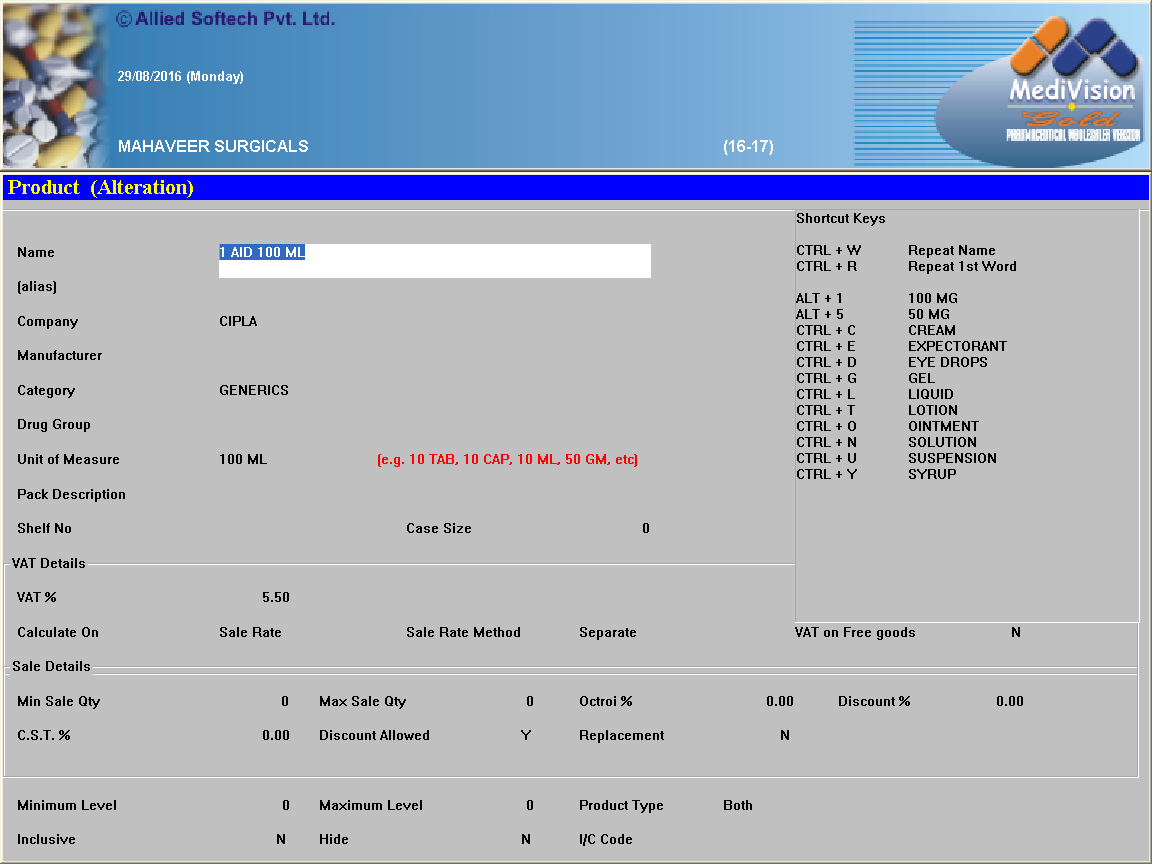 ©Allied Softech Pvt. Ltd.
29/08/2016 (Monday)
MediVision
Gold
PHARMACEUTICAL WHOLESALER VERSION
MAHAVEER SURGICALS (16-17)
Product (Alteration)
Name 1 AID 100 ML
(alias)
Company CIPLA
Manufacturer
Category GENERICS
Drug Group
Unit of Measure 100 ML (e.g. 10 TAB, 10 CAP, 10 ML, 50 GM, etc)
Pack Description
Shelf No Case Size 0
Shortcut Keys
CTRL + W Repeat Name
CTRL + R Repeat 1st Word
ALT + 1 100 MG
ALT + 5 50 MG
CTRL + C CREAM
CTRL + E EXPECTORANT
CTRL + D EYE DROPS
CTRL + G GEL
CTRL + L LIQUID
CTRL + T LOTION
CTRL + O OINTMENT
CTRL + N SOLUTION
CTRL + U SUSPENSION
CTRL + Y SYRUP
VAT Details
VAT % 5.50
Calculate On Sale Rate Sale Rate Method Separate VAT on Free goods N
Sale Details
Min Sale Qty 0 Max Sale Qty 0 Octroi % 0.00 Discount % 0.00
C.S.T. % 0.00 Discount Allowed Y Replacement N
Minimum Level 0 Maximum Level 0 Product Type Both
Inclusive N Hide N I/C Code